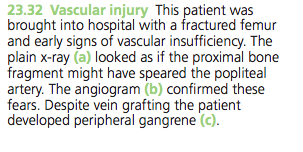 23.32 Vascular injury This patient was
brought into hospital with a fractured femur
and early signs of vascular insufficiency. The
plain x-ray (a) looked as if the proximal bone
fragment might have speared the popliteal
artery. The angiogram (b) confirmed these
fears. Despite vein grafting the patient
developed peripheral gangrene (c).